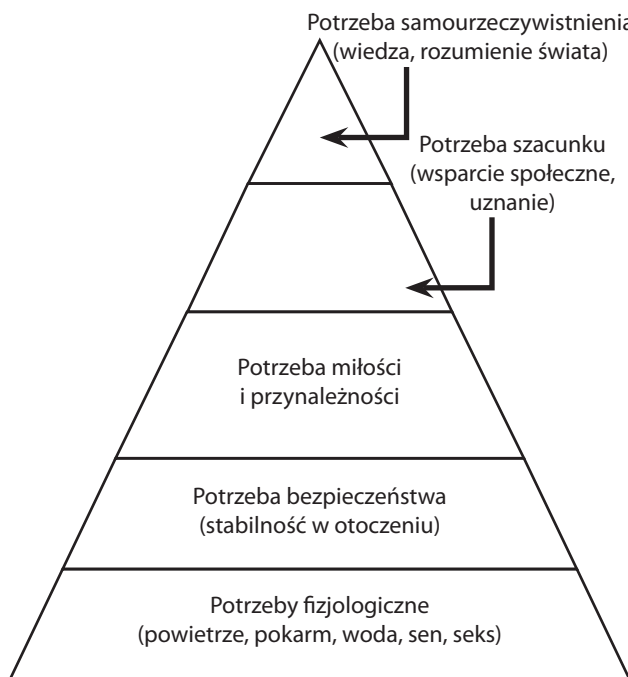 Potrzeba samourzeczywistnienia
(wiedza, rozumienie świata)
Potrzeba szacunku
(wsparcie społeczne,
uznanie)
Potrzeba miłości
i przynależności
Potrzeba bezpieczeństwa
(stabilność w otoczeniu)
Potrzeby fizjologiczne
(powietrze, pokarm, woda, sen, seks)